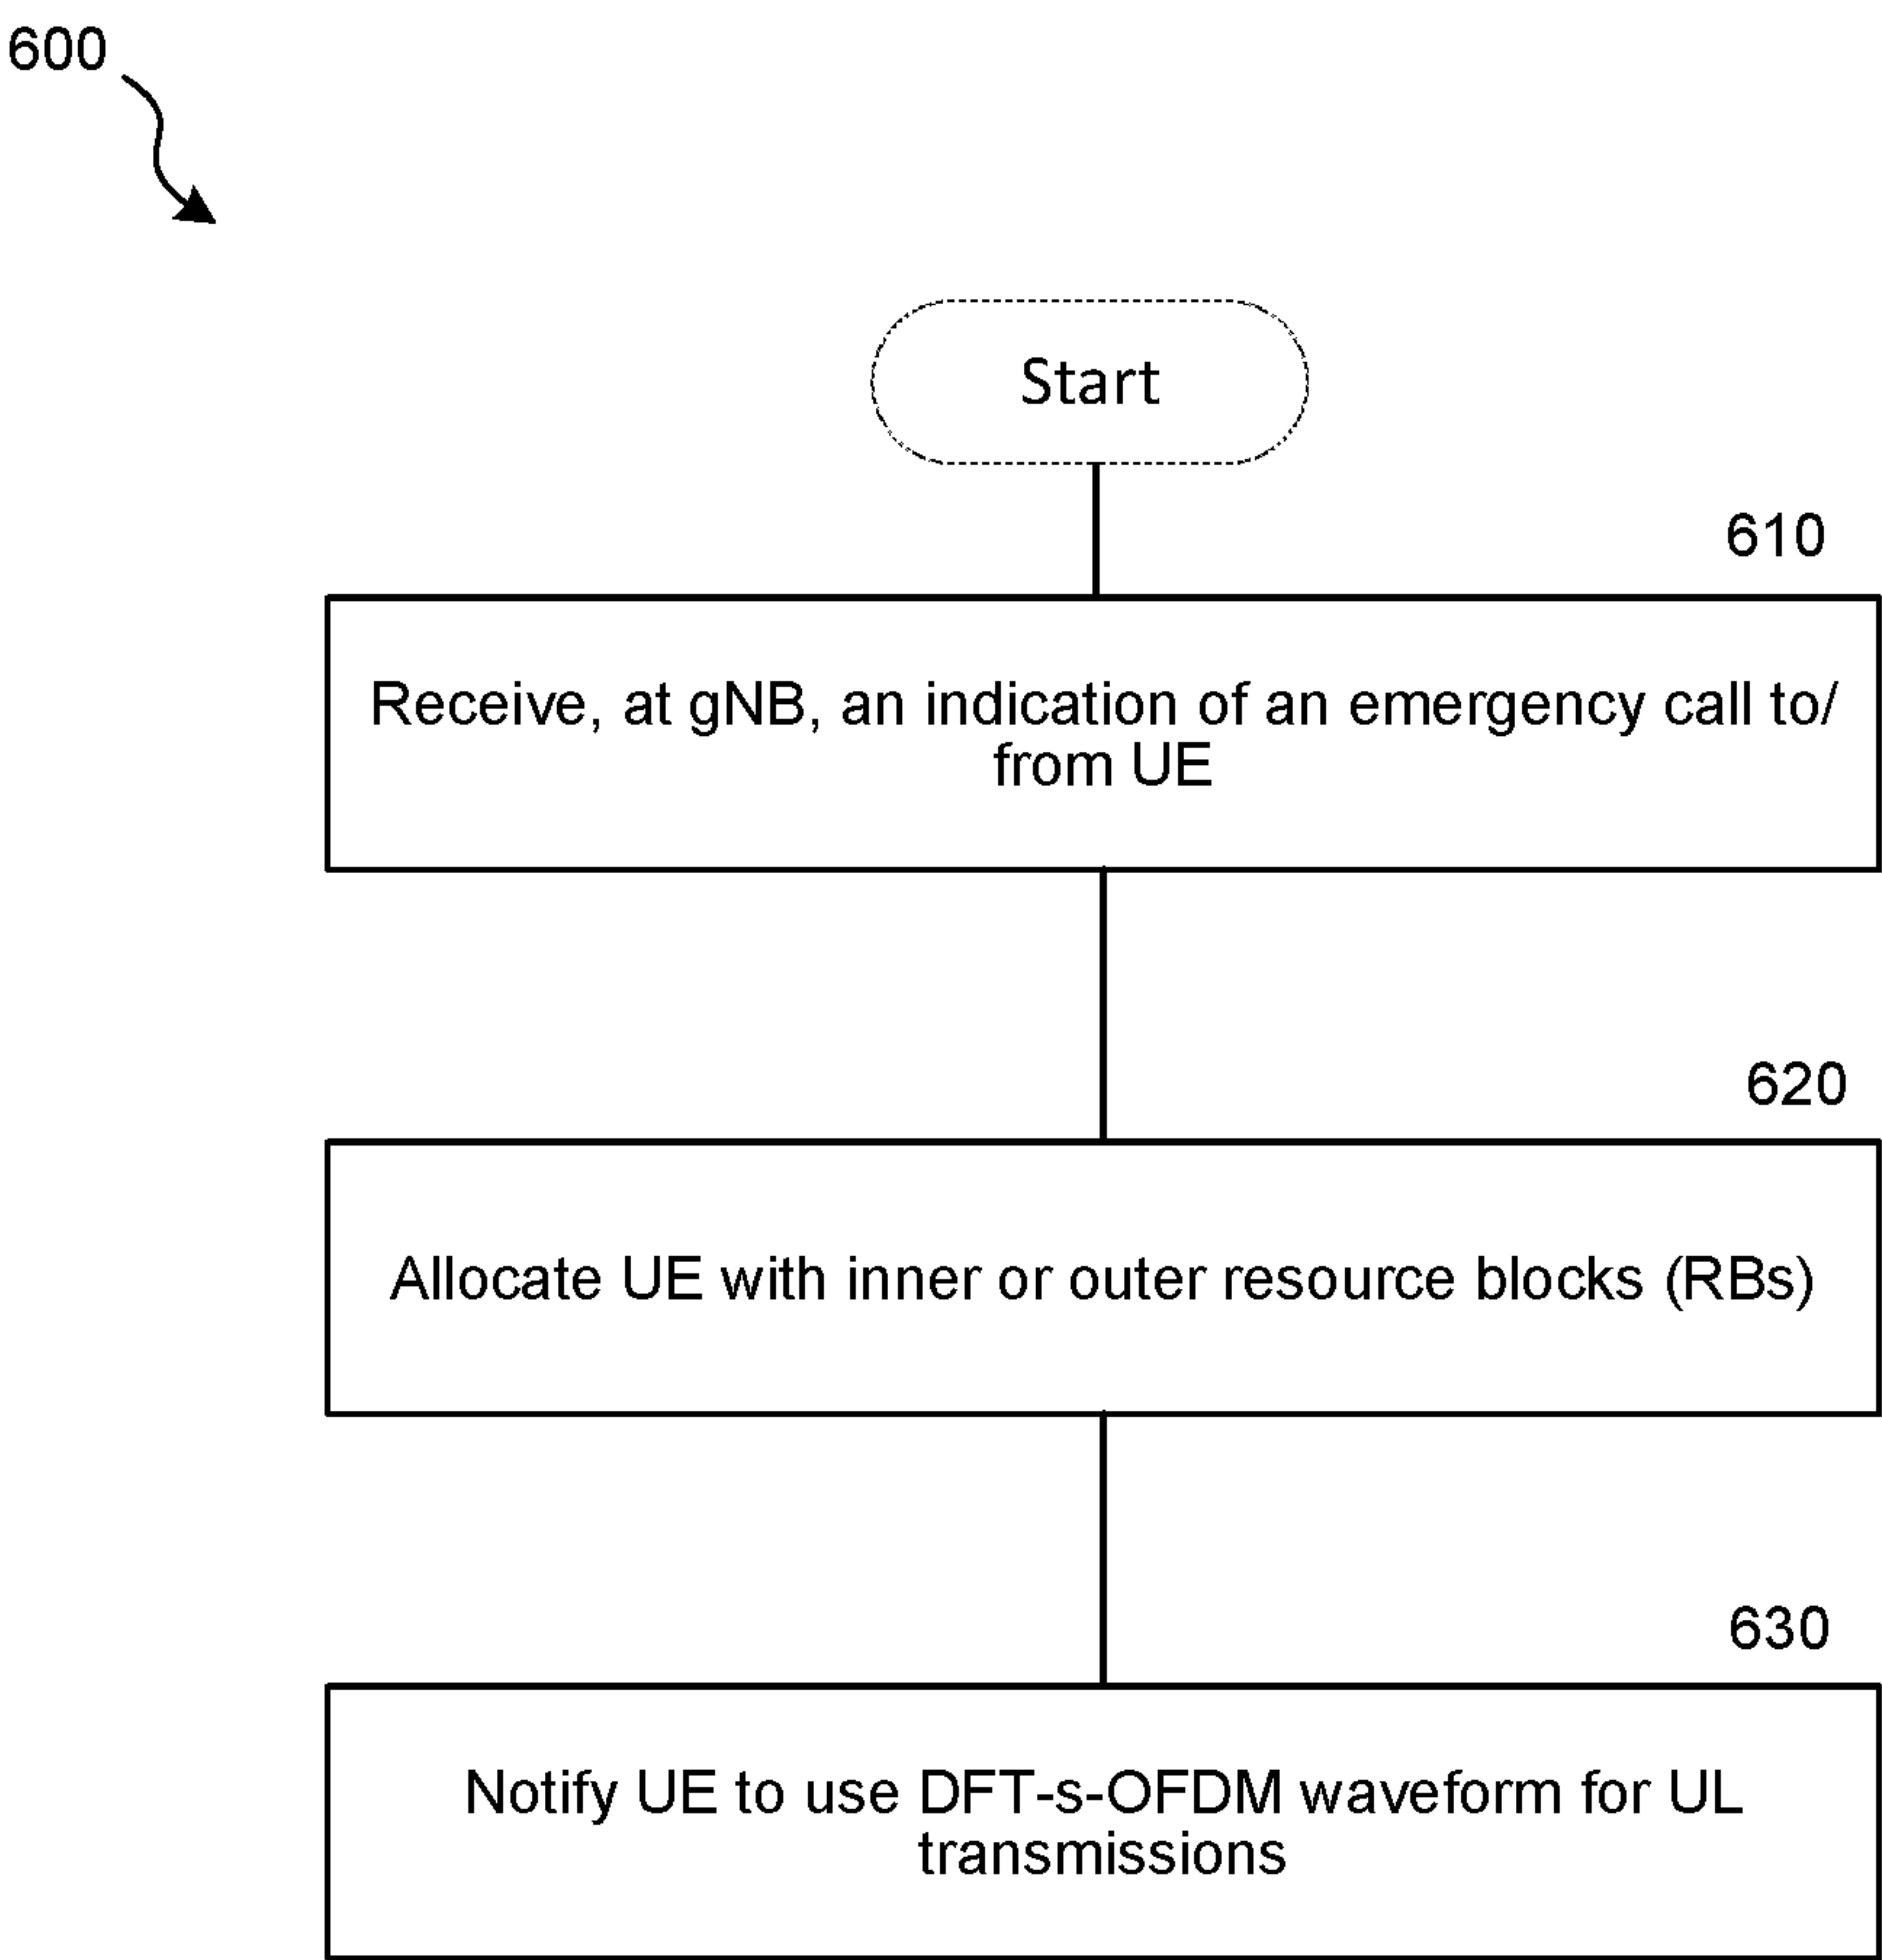 600
Start
610
Receive, at gNB, an indication of an emergency call to/
from UE
620
Allocate UE with inner or outer resource blocks (RBs)
630
Notify UE to use DFT-s-OFDM waveform for UL
transmissions